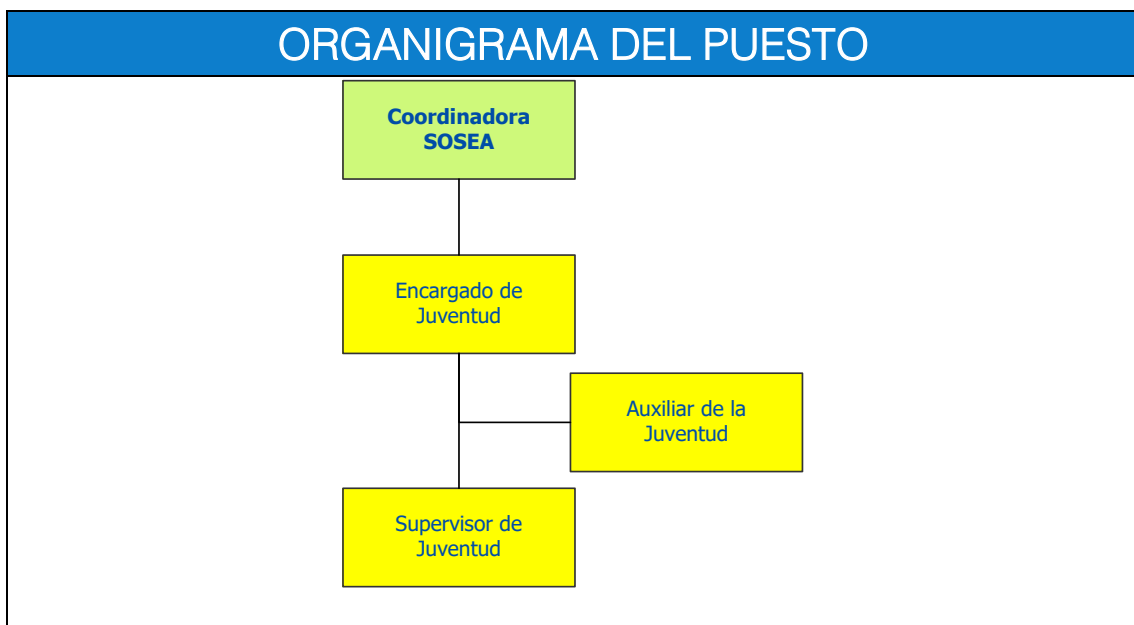 ORGANIGRAMA DEL PUESTO
Coordinadora
SOSEA
Encargado de
Juventud
Auxiliar de la
Juventud
Supervisor de
Juventud